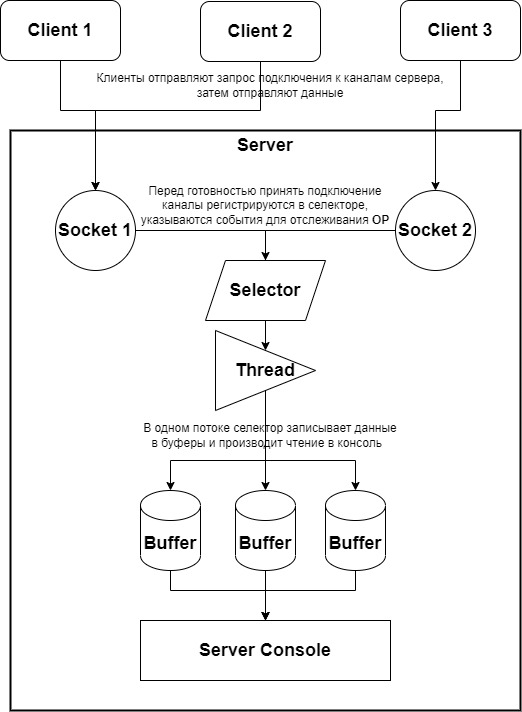 Client 1
Client 2
Client 3
Клиенты отправляют запрос подключения к каналам сервера,
затем отправляют данные
Server
Перед готовностью принять подключение
каналы регистрируются в селекторе,
указываются события для отслеживания OP
Socket 1
Socket 2
Selector
Thread
В одном потоке селектор записывает данные
в буферы и производит чтение в консоль
Buffer
Buffer
Buffer
Server Console